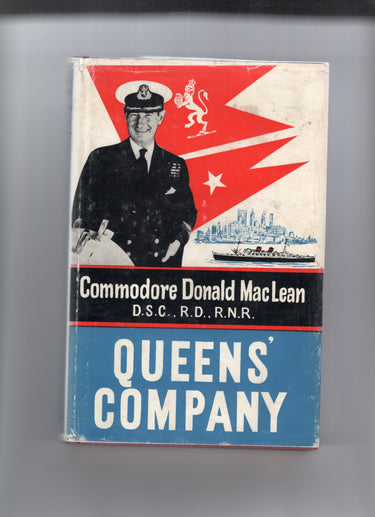 Commodore Donald MacLean
D.S.C., R.D., R.N.R.
QUEENS'
COMPANY